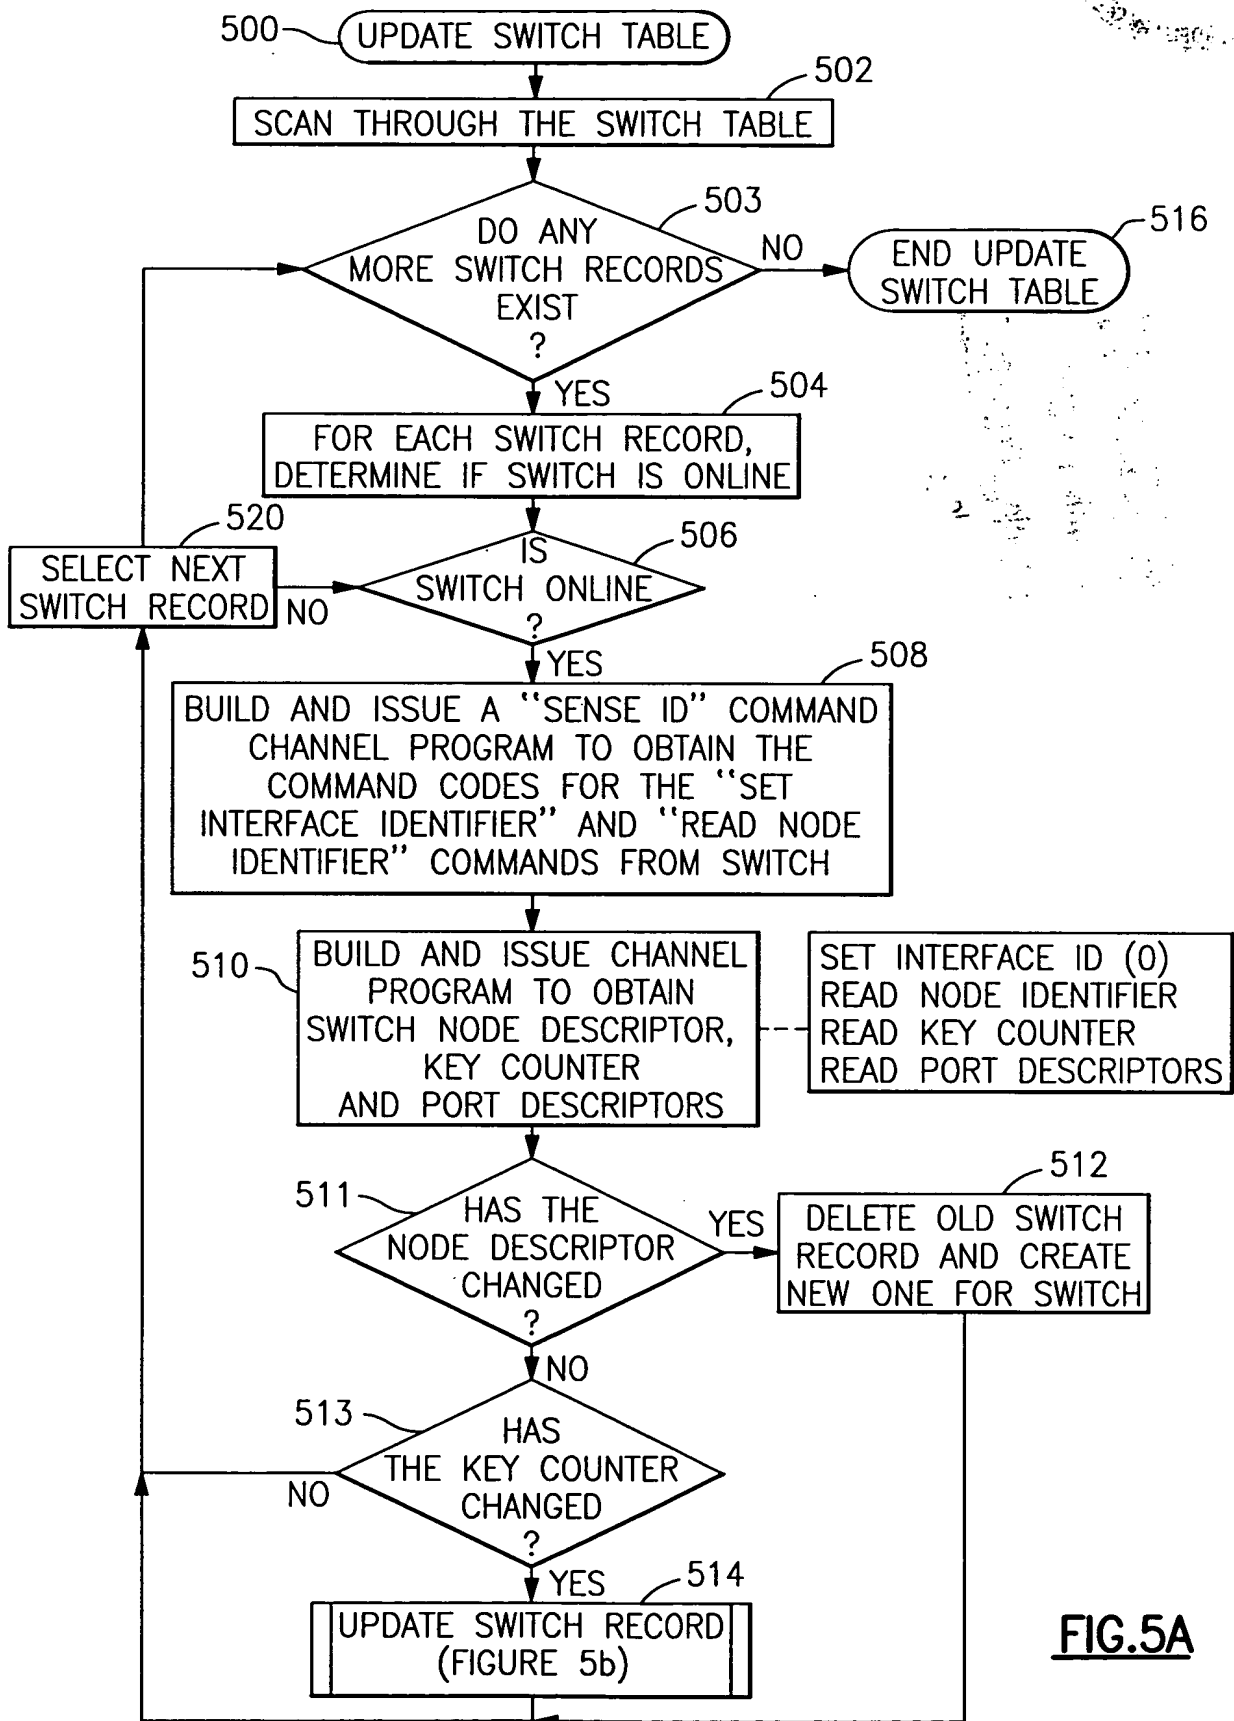 500
UPDATE SWITCH TABLE
502
SCAN THROUGH THE SWITCH TABLE
503
DO ANY
MORE SWITCH RECORDS
EXIST
?
NO
516
END UPDATE
SWITCH TABLE
YES
504
FOR EACH SWITCH RECORD,
DETERMINE IF SWITCH IS ONLINE
520
SELECT NEXT
SWITCH RECORD
NO
506
IS
SWITCH ONLINE
?
YES
508
BUILD AND ISSUE A “SENSE ID” COMMAND
CHANNEL PROGRAM TO OBTAIN THE
COMMAND CODES FOR THE “SET
INTERFACE IDENTIFIER” AND “READ NODE
IDENTIFIER” COMMANDS FROM SWITCH
510
BUILD AND ISSUE CHANNEL
PROGRAM TO OBTAIN
SWITCH NODE DESCRIPTOR,
KEY COUNTER
AND PORT DESCRIPTORS
SET INTERFACE ID (0)
READ NODE IDENTIFIER
READ KEY COUNTER
READ PORT DESCRIPTORS
511
HAS THE
NODE DESCRIPTOR
CHANGED
?
YES
512
DELETE OLD SWITCH
RECORD AND CREATE
NEW ONE FOR SWITCH
NO
513
HAS
THE KEY COUNTER
CHANGED
?
NO
YES
514
UPDATE SWITCH RECORD
(FIGURE 5b)
FIG.5A